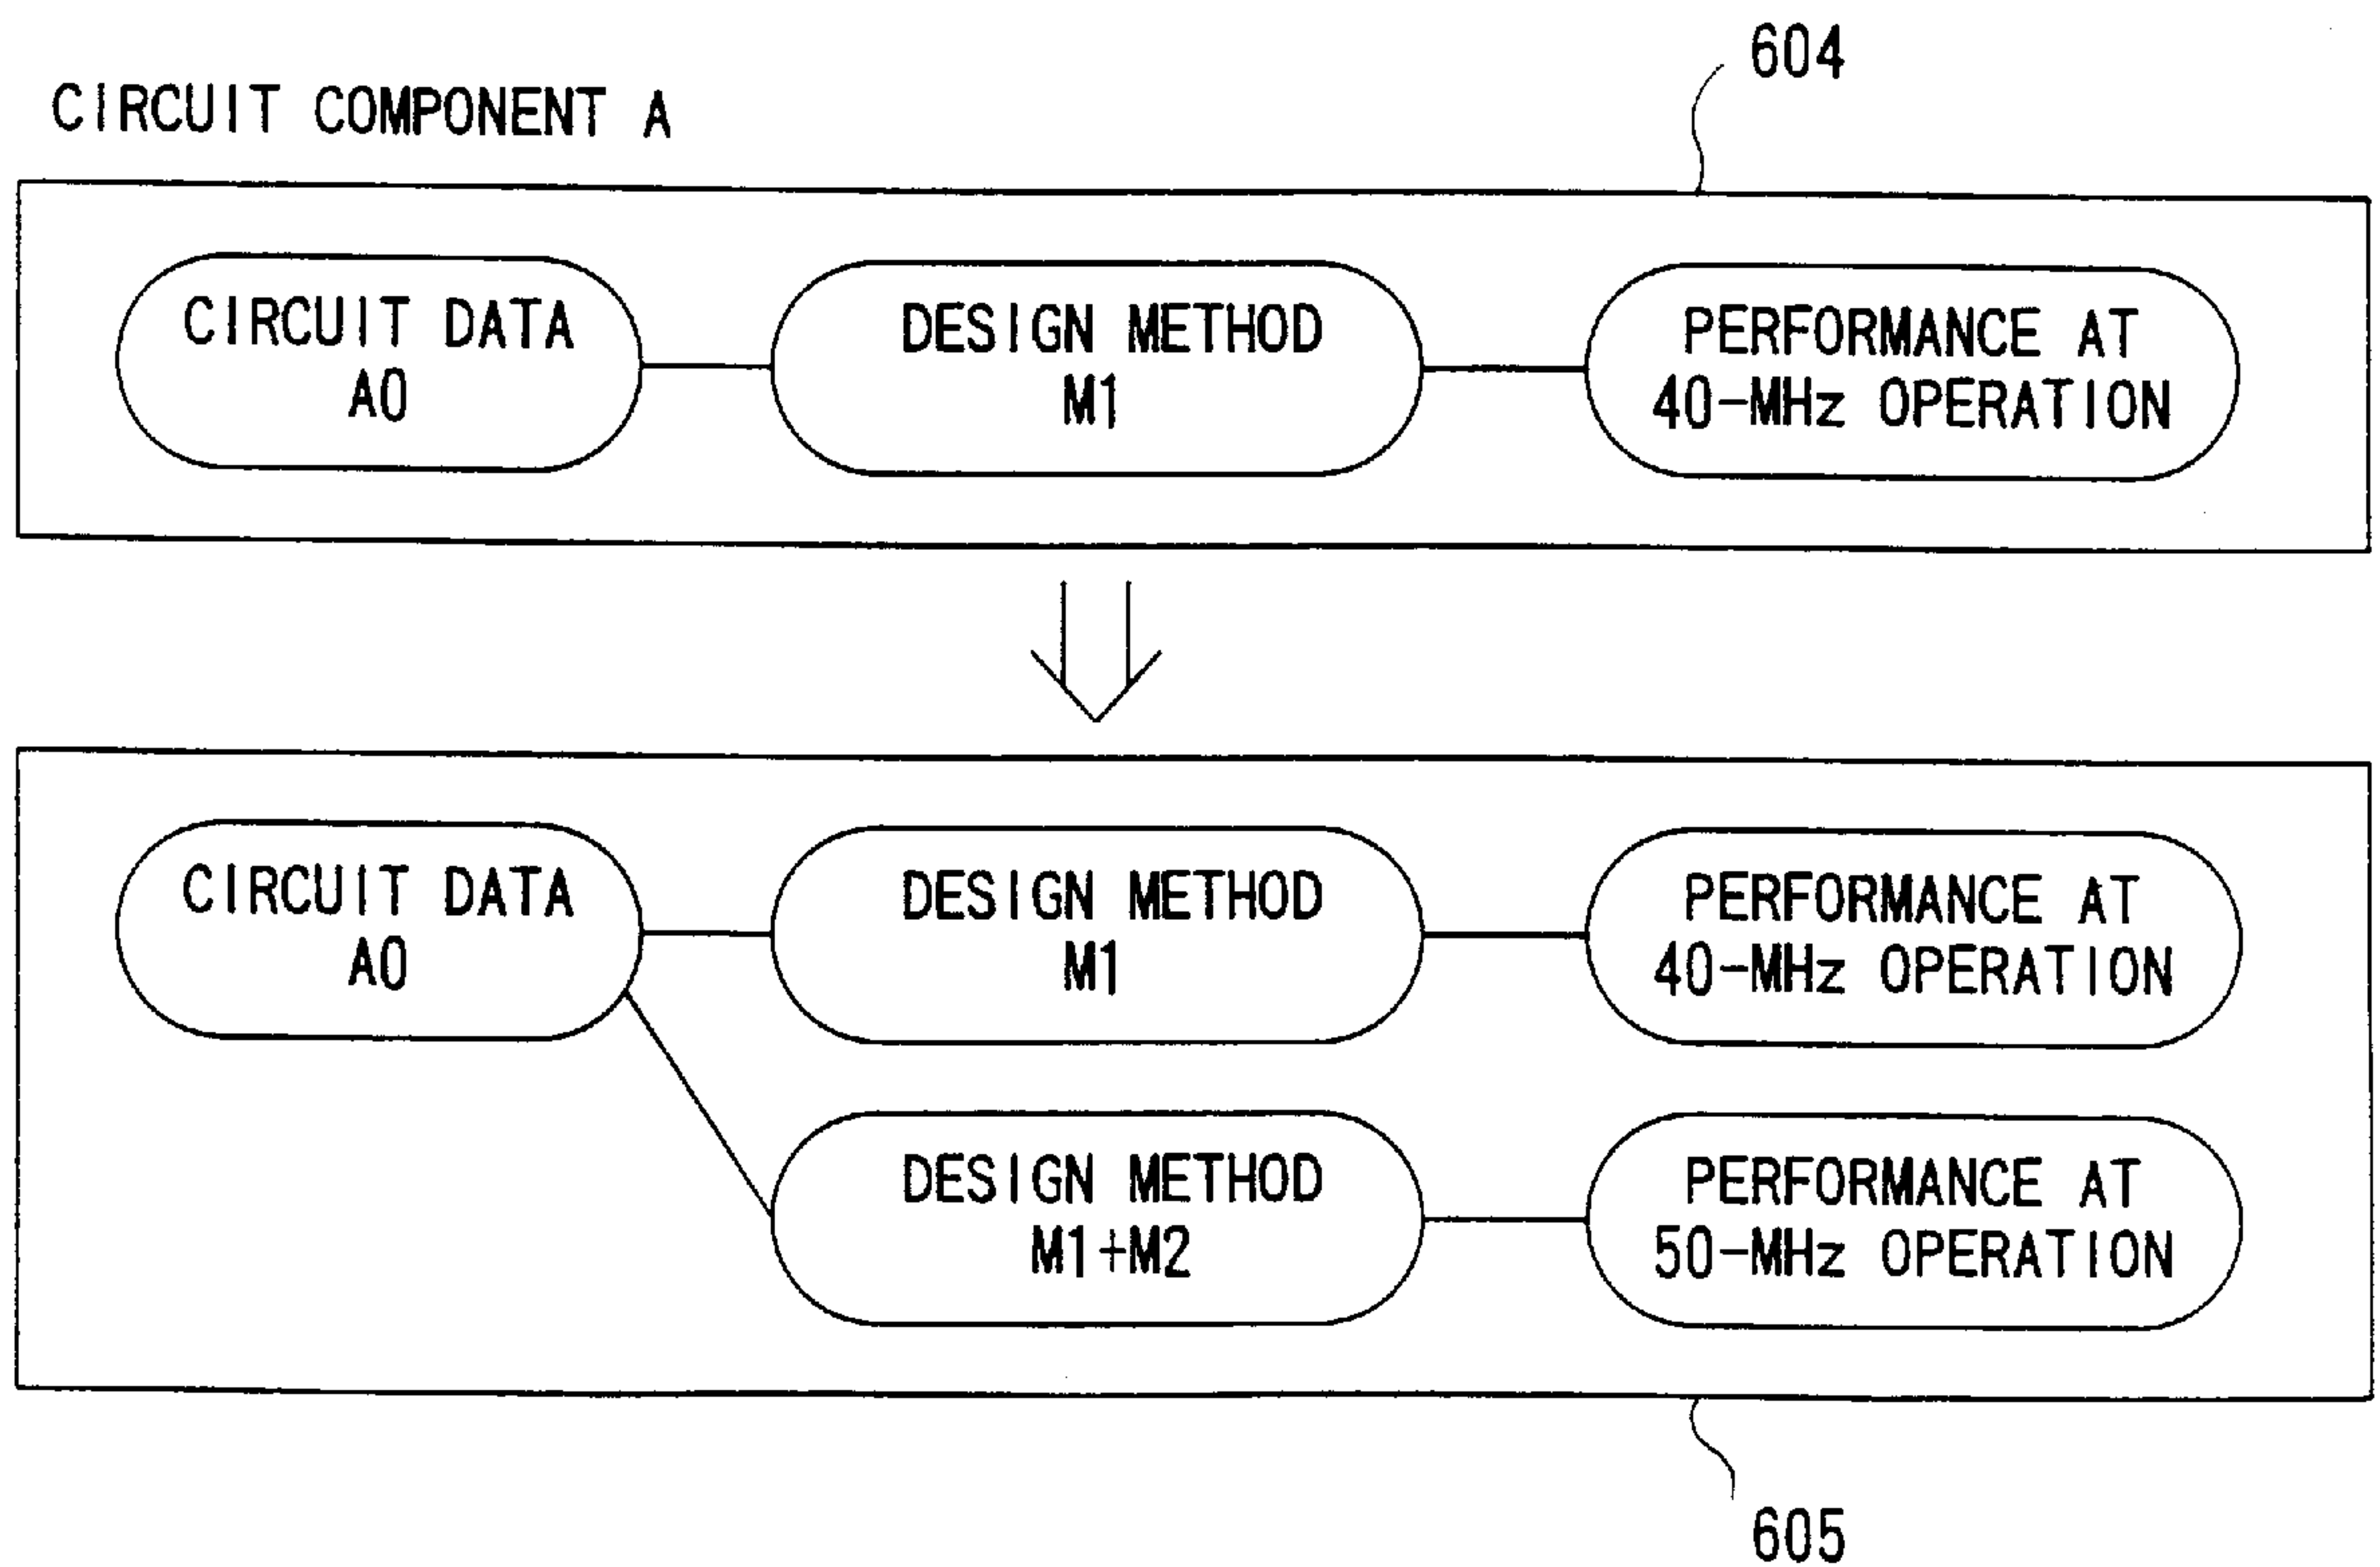 604
CIRCUIT COMPONENT A
CIRCUIT DATA
A0
DESIGN METHOD
M1
PERFORMANCE AT
40-MHz OPERATION
CIRCUIT DATA
A0
DESIGN METHOD
M1
PERFORMANCE AT
40-MHz OPERATION
DESIGN METHOD
M1+M2
PERFORMANCE AT
50-MHz OPERATION
605